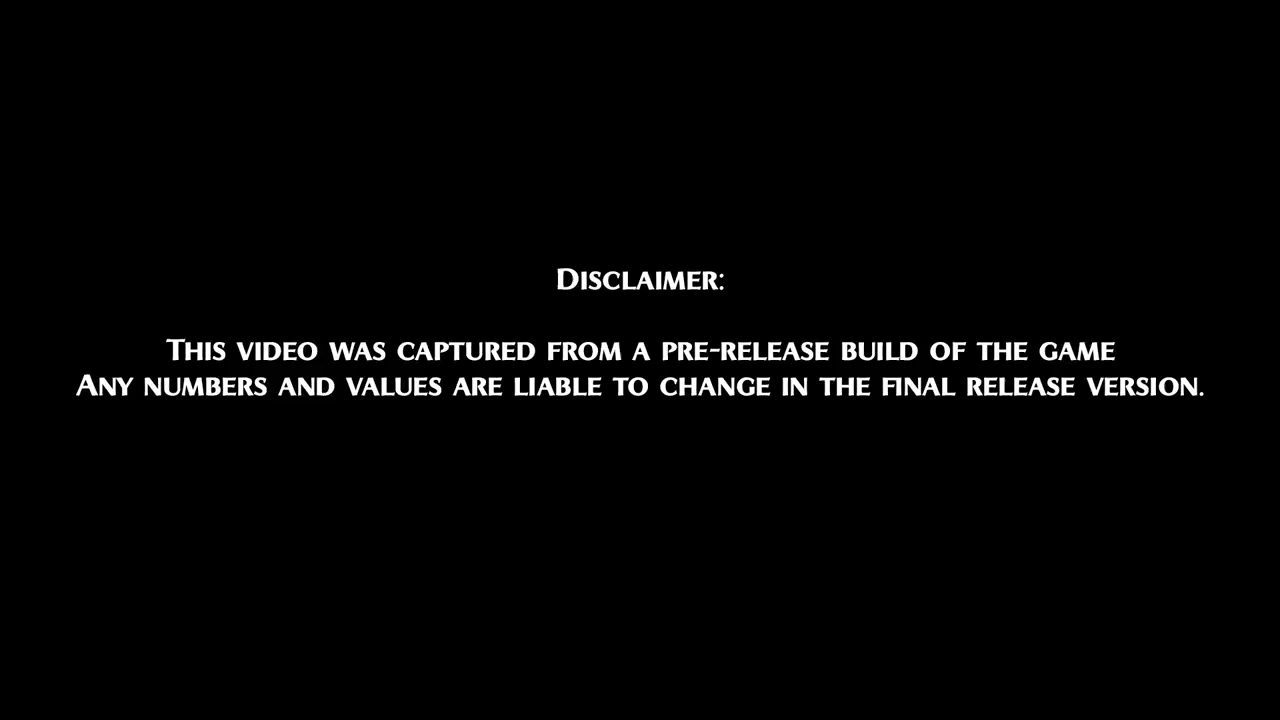 Disclaimer:
This video was captured from a pre-release build of the game
Any numbers and values are liable to change in the final release version.